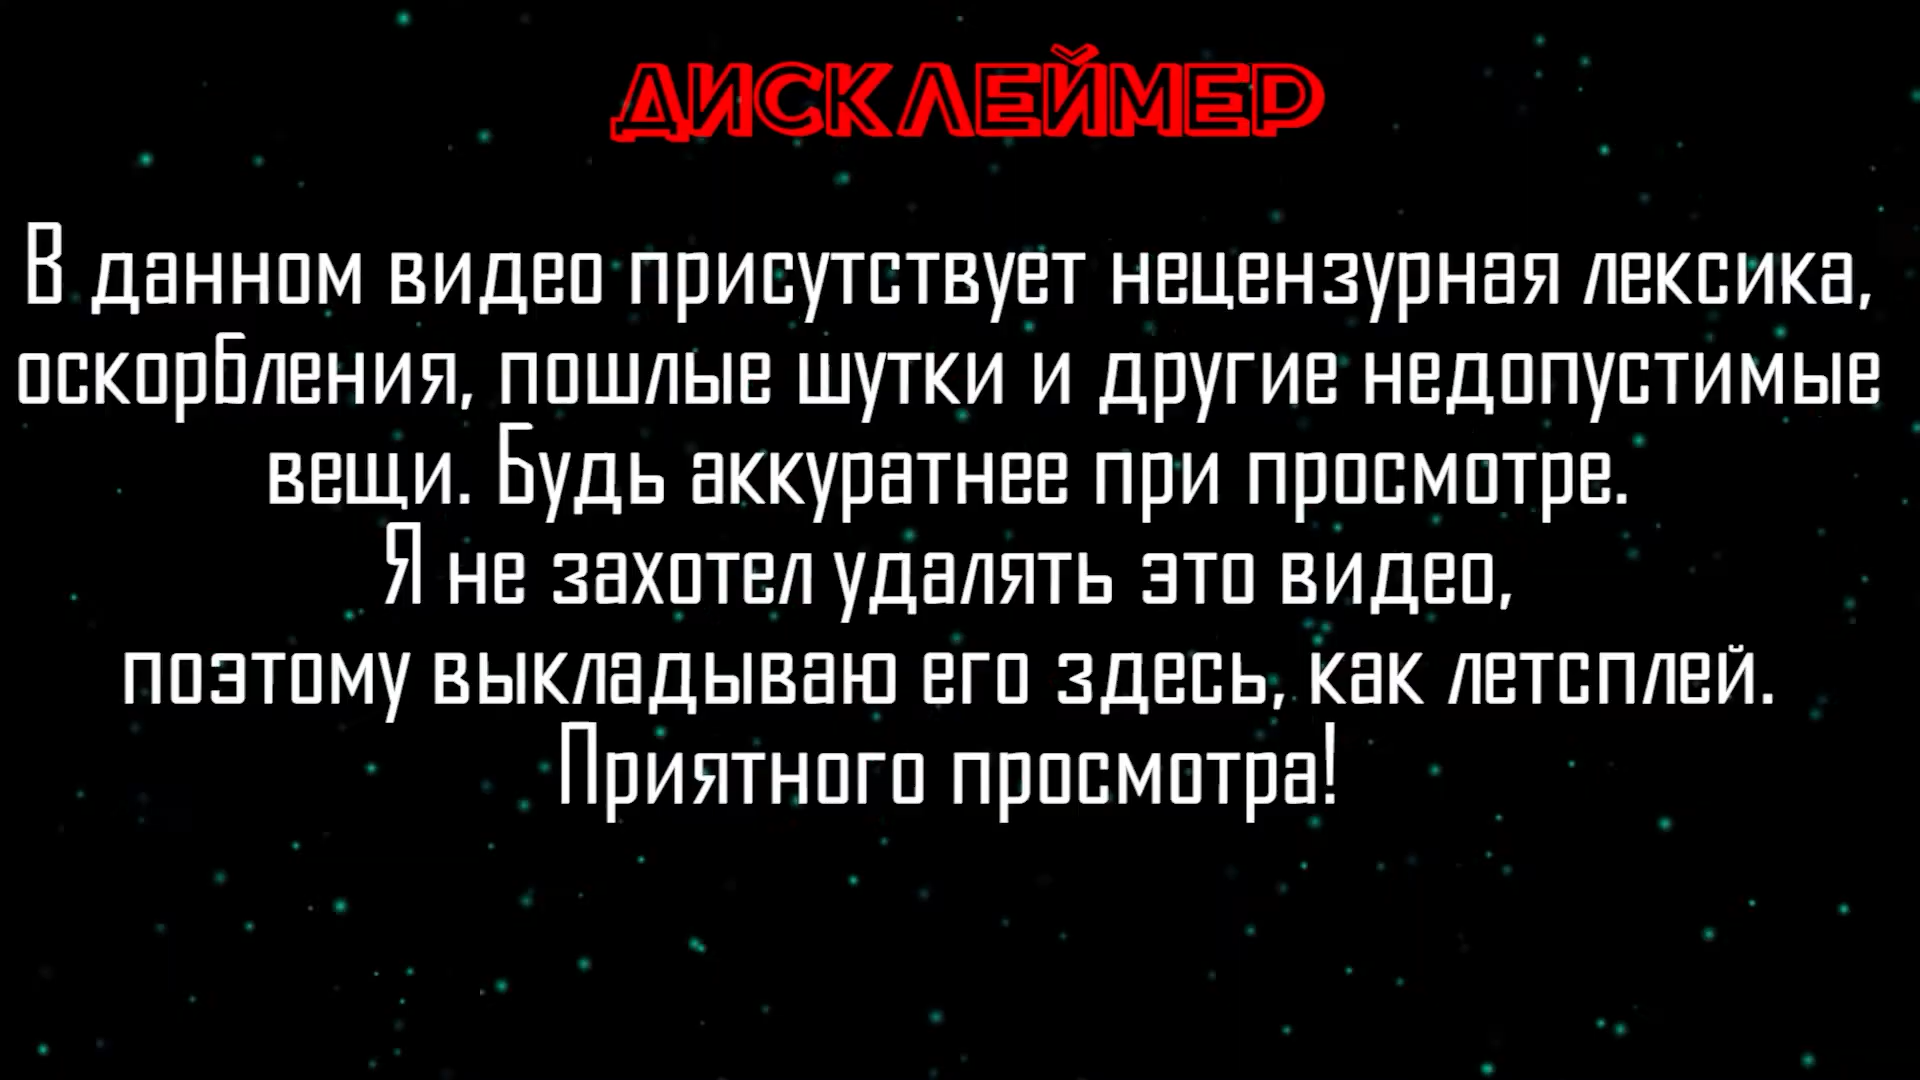 ДИСКЛЕЙМЕР
В данном видео присутствует нецензурная лексика,
оскорбления, пошлые шутки и другие недопустимые
вещи. Будь аккуратнее при просмотре.
Я не захотел удалять это видео,
поэтому выкладываю его здесь, как летсплей.
Приятного просмотра!